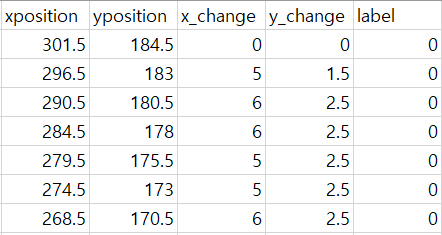 xposition yposition x_change y_change label
301.5 184.5 0 0 0
296.5 183 5 1.5 0
290.5 180.5 6 2.5 0
284.5 178 6 2.5 0
279.5 175.5 5 2.5 0
274.5 173 5 2.5 0
268.5 170.5 6 2.5 0